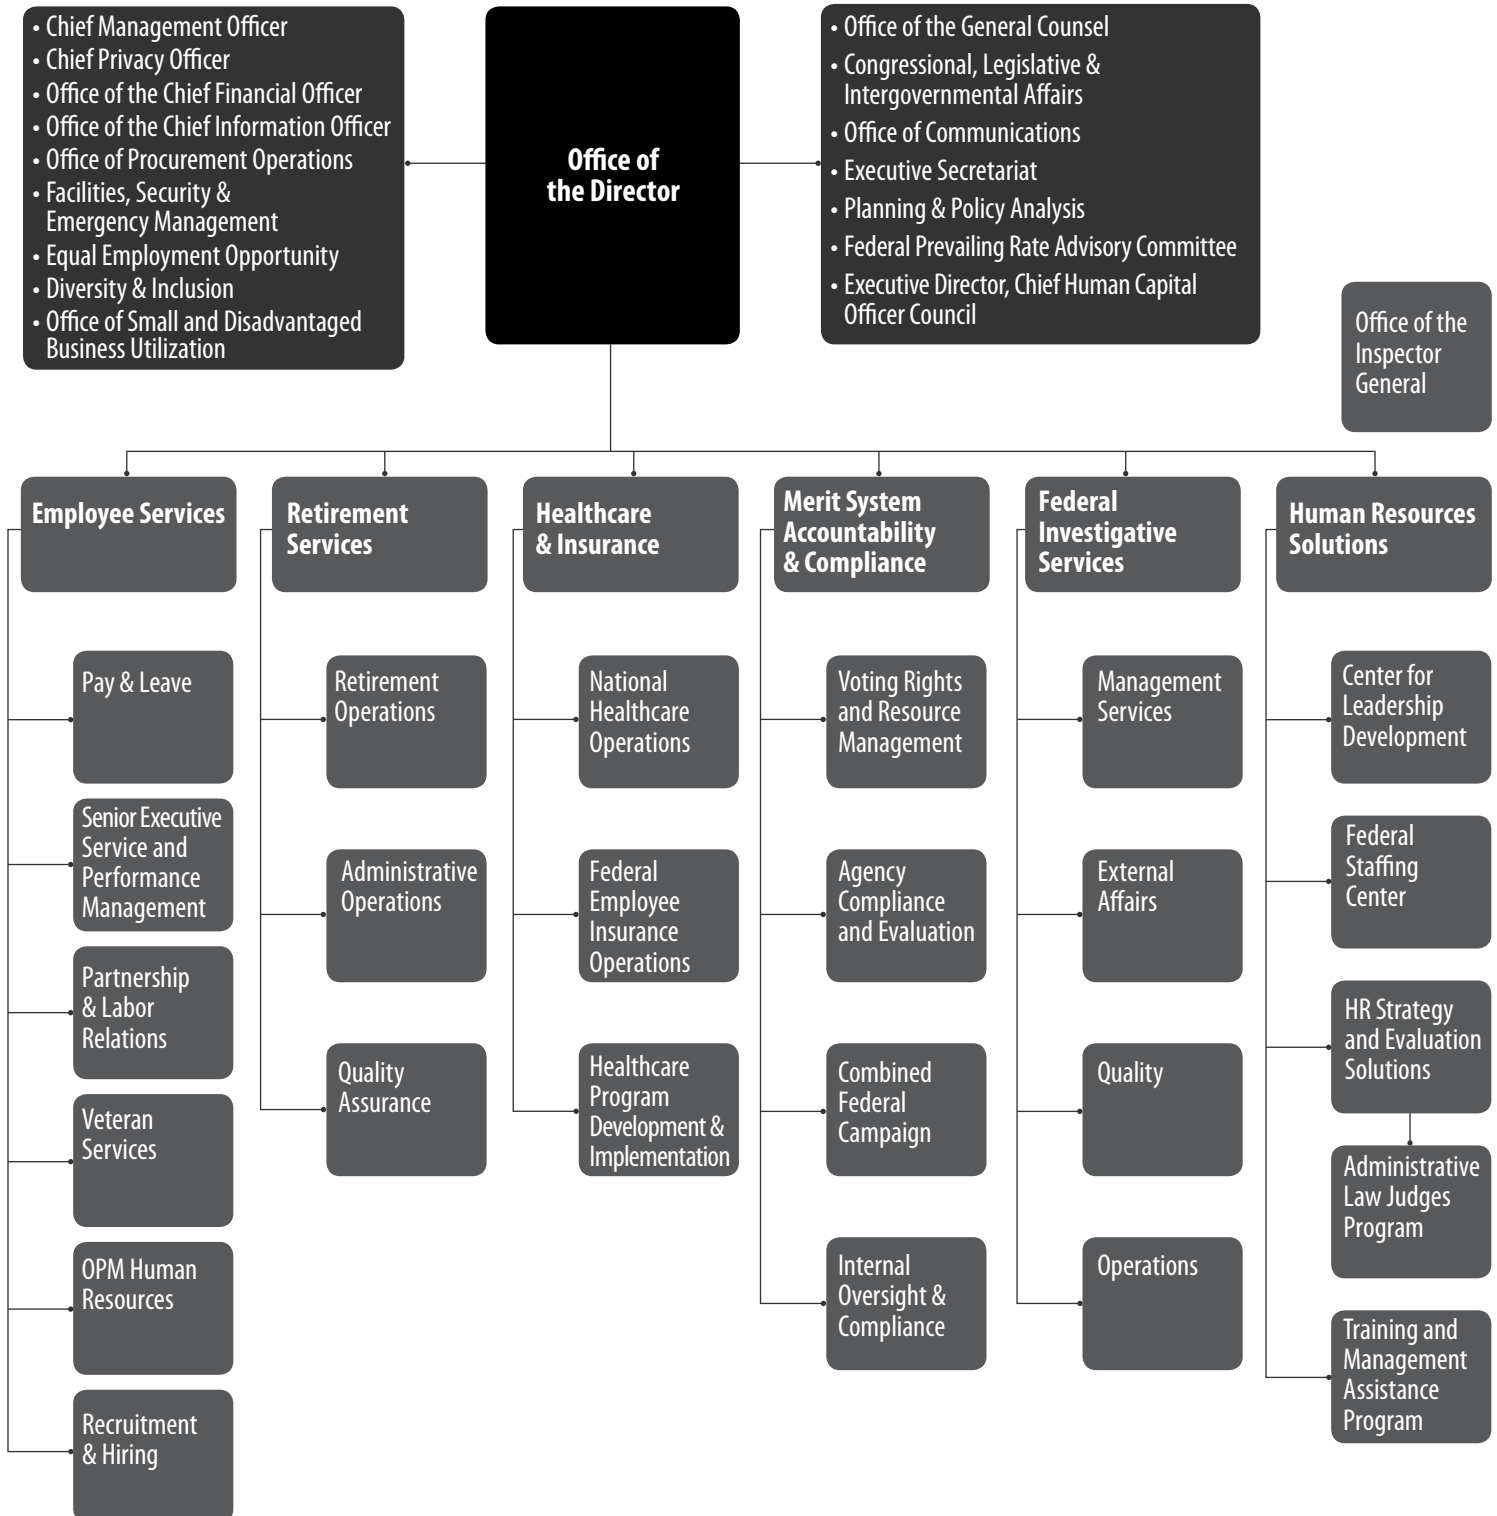 • Chief Management Officer
• Chief Privacy Officer
• Office of the Chief Financial Officer
• Office of the Chief Information Officer
• Office of Procurement Operations
• Facilities, Security &
Emergency Management
• Equal Employment Opportunity
• Diversity & Inclusion
• Office of Small and Disadvantaged
Business Utilization
Office of
the Director
• Office of the General Counsel
• Congressional, Legislative &
Intergovernmental Affairs
• Office of Communications
• Executive Secretariat
• Planning & Policy Analysis
• Federal Prevailing Rate Advisory Committee
• Executive Director, Chief Human Capital
Officer Council
Office of the
Inspector
General
Employee Services
Pay & Leave
Senior Executive
Service and
Performance
Management
Partnership
& Labor
Relations
Veteran
Services
OPM Human
Resources
Recruitment
& Hiring
Retirement
Services
Retirement
Operations
Administrative
Operations
Quality
Assurance
Healthcare
& Insurance
National
Healthcare
Operations
Federal
Employee
Insurance
Operations
Healthcare
Program
Development &
Implementation
Merit System
Accountability
& Compliance
Voting Rights
and Resource
Management
Agency
Compliance
and Evaluation
Combined
Federal
Campaign
Internal
Oversight &
Compliance
Federal
Investigative
Services
Management
Services
External
Affairs
Quality
Operations
Human Resources
Solutions
Center for
Leadership
Development
Federal
Staffing
Center
HR Strategy
and Evaluation
Solutions
Administrative
Law Judges
Program
Training and
Management
Assistance
Program